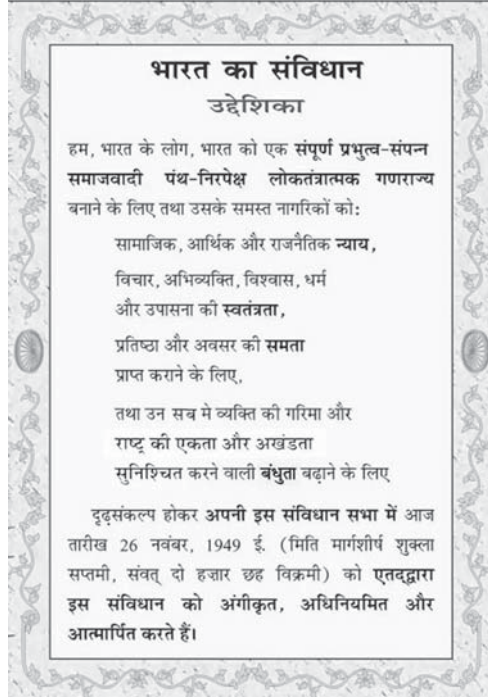 भारत का संविधान
उद्देशिका
हम, भारत के लोग, भारत को एक संपूर्ण प्रभुत्व-संपन्न
समाजवादी पंथ-निरपेक्ष लोकतंत्रात्मक गणराज्य
बनाने के लिए तथा उसके समस्त नागरिकों को:
सामाजिक, आर्थिक और राजनैतिक न्याय,
विचार, अभिव्यक्ति, विश्वास, धर्म
और उपासना की स्वतंत्रता,
प्रतिष्ठा और अवसर की समता
प्राप्त कराने के लिए,
तथा उन सब मे व्यक्ति की गरिमा और
राष्ट्र की एकता और अखंडता
सुनिश्चित करने वाली बंधुता बढ़ाने के लिए
दृढ़संकल्प होकर अपनी इस संविधान सभा में आज
तारीख 26 नवंबर, 1949 ई. (मिति मार्गशीर्ष शुक्ला
सप्तमी, संवत् दो हजार छह विक्रमी) को एतद्द्वारा
इस संविधान को अंगीकृत, अधिनियमित और
आत्मार्पित करते हैं।